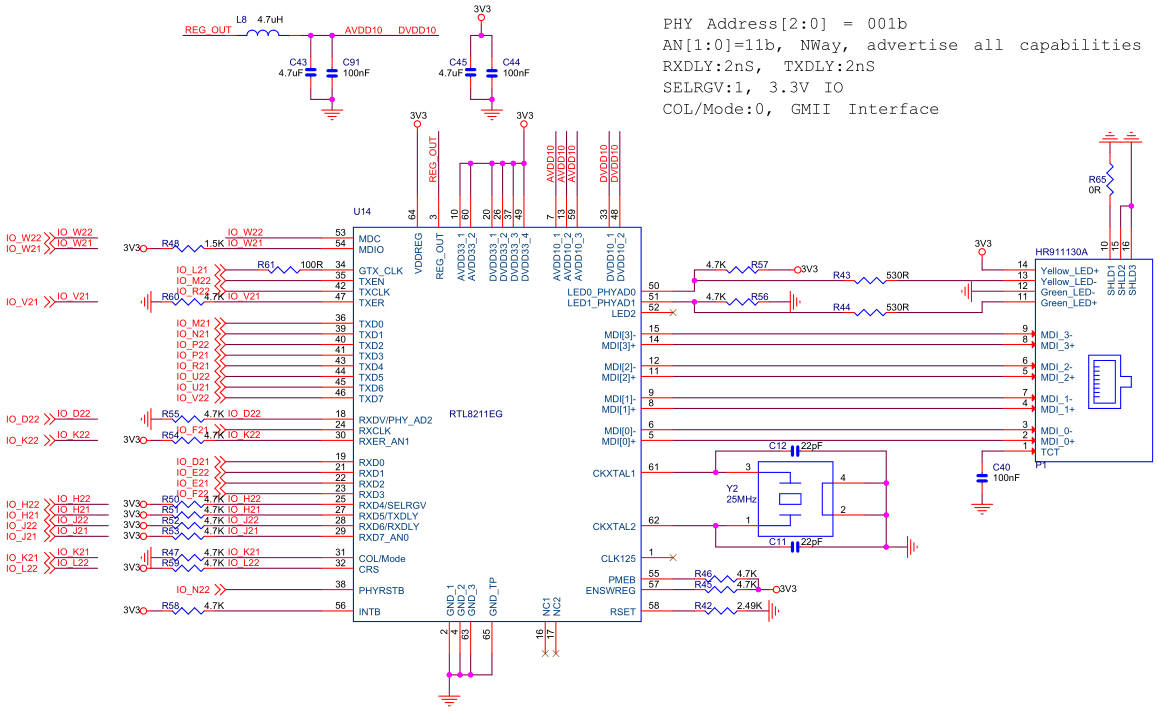 L8 4.7uH
REG_OUT AVDD10 DVDD10
C43 C91
4.7uF 100nF
3V3
C45 C44
4.7uF 100nF
PHY Address[2:0] = 001b
AN[1:0]=11b, NWay, advertise all capabilities
RXDLY:2nS, TXDLY:2nS
SELRGV:1, 3.3V IO
COL/Mode:0, GMII Interface
3V3 3V3
REG_OUT AVDD10 AVDD10 AVDD10 DVDD10 DVDD10
U14
64 3 10 60 20 26 37 49 7 13 59 33 48
VDDREG REG_OUT AVDD33_1 AVDD33_2 DVDD33_1 DVDD33_2 DVDD33_3 DVDD33_4 AVDD10_1 AVDD10_2 AVDD10_3 DVDD10_1 DVDD10_2
IO_W22 IO_W22 IO_W22 53 MDC
IO_W21 IO_W21 3V3 R48 1.5K IO_W21 54 MDIO
IO_L21 R61 100R 34 GTX_CLK
IO_M22 35 TXEN
IO_R22 42 TXCLK
IO_V21 IO_V21 R60 4.7K IO_V21 47 TXER
IO_M21 36 TXD0
IO_N21 39 TXD1
IO_P22 40 TXD2
IO_P21 41 TXD3
IO_R21 43 TXD4
IO_U22 44 TXD5
IO_U21 45 TXD6
IO_V22 46 TXD7
IO_D22 IO_D22 R55 4.7K IO_D22 18 RXDV/PHY_AD2
IO_F21 24 RXCLK
IO_K22 IO_K22 3V3 R54 4.7K IO_K22 30 RXER_AN1
IO_D21 19 RXD0
IO_E22 21 RXD1
IO_E21 22 RXD2
IO_F22 23 RXD3
IO_H22 IO_H22 3V3 R50 4.7K IO_H22 25 RXD4/SELRGV
IO_H21 IO_H21 3V3 R51 4.7K IO_H21 27 RXD5/TXDLY
IO_J22 IO_J22 3V3 R52 4.7K IO_J22 28 RXD6/RXDLY
IO_J21 IO_J21 3V3 R53 4.7K IO_J21 29 RXD7_AN0
IO_K21 IO_K21 R47 4.7K IO_K21 31 COL/Mode
IO_L22 IO_L22 3V3 R59 4.7K IO_L22 32 CRS
IO_N22 38 PHYRSTB
3V3 R58 4.7K 56 INTB
RTL8211EG
GND_1 GND_2 GND_3 GND_TP NC1 NC2
2 4 63 65 16 17
LED0_PHYAD0 50 4.7K R57 3V3
LED1_PHYAD1 51 4.7K R56
LED2 52
R43 530R
R44 530R
MDI[3]- 15
MDI[3]+ 14
MDI[2]- 12
MDI[2]+ 11
MDI[1]- 9
MDI[1]+ 8
MDI[0]- 6
MDI[0]+ 5
CKXTAL1 61
CKXTAL2 62
C12 22pF
3 4
Y2
25MHz
1 2
C11 22pF
CLK125 1
PMEB 55 R46 4.7K
ENSWREG 57 R45 4.7K 3V3
RSET 58 R42 2.49K
R65
0R
10 15 16
SHLD1 SHLD2 SHLD3
HR911130A
3V3
14 Yellow_LED+
13 Yellow_LED-
12 Green_LED-
11 Green_LED+
9 MDI_3-
8 MDI_3+
6 MDI_2-
5 MDI_2+
7 MDI_1-
4 MDI_1+
3 MDI_0-
2 MDI_0+
1 TCT
P1
C40
100nF